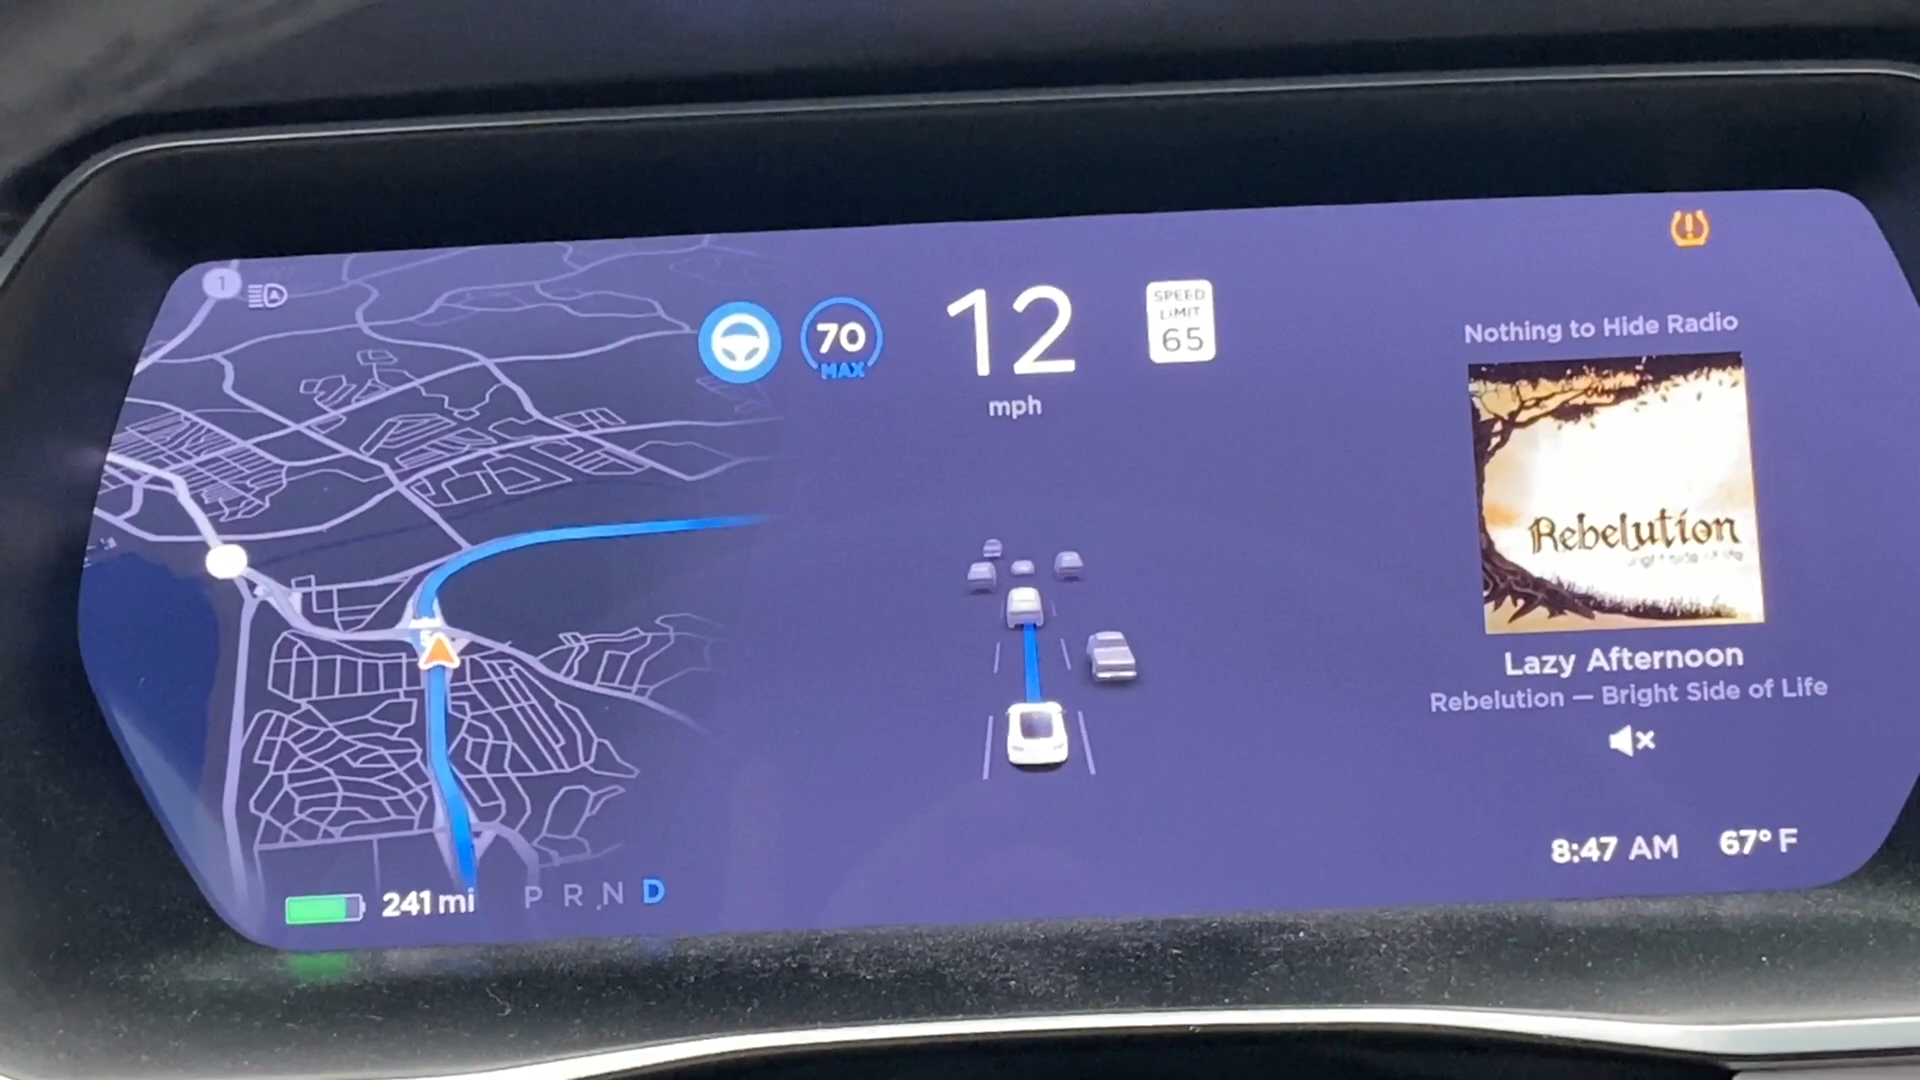 1
A
70
MAX
12
mph
SPEED
LIMIT
65
Nothing to Hide Radio
Rebelution
Lazy Afternoon
Rebelution — Bright Side of Life
8:47 AM 67° F
241 mi P R N D